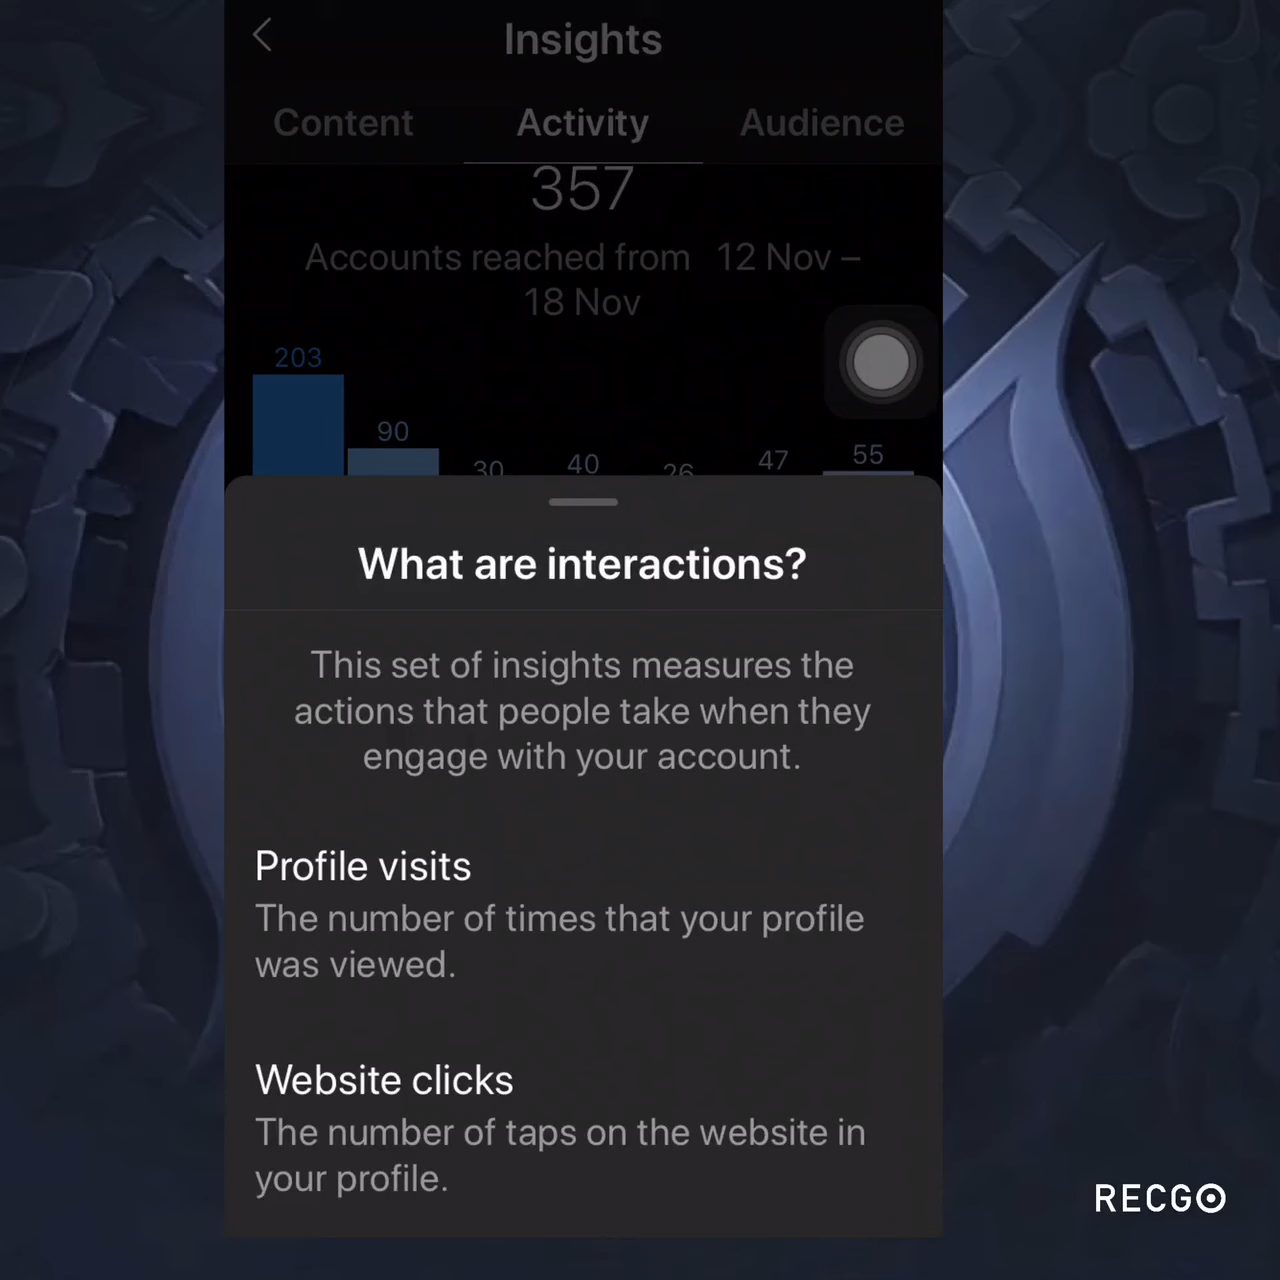 Insights
Content Activity Audience
357
Accounts reached from 12 Nov –
18 Nov
203
90
30
40
26
47
55
What are interactions?
This set of insights measures the
actions that people take when they
engage with your account.
Profile visits
The number of times that your profile
was viewed.
Website clicks
The number of taps on the website in
your profile.
RECGO